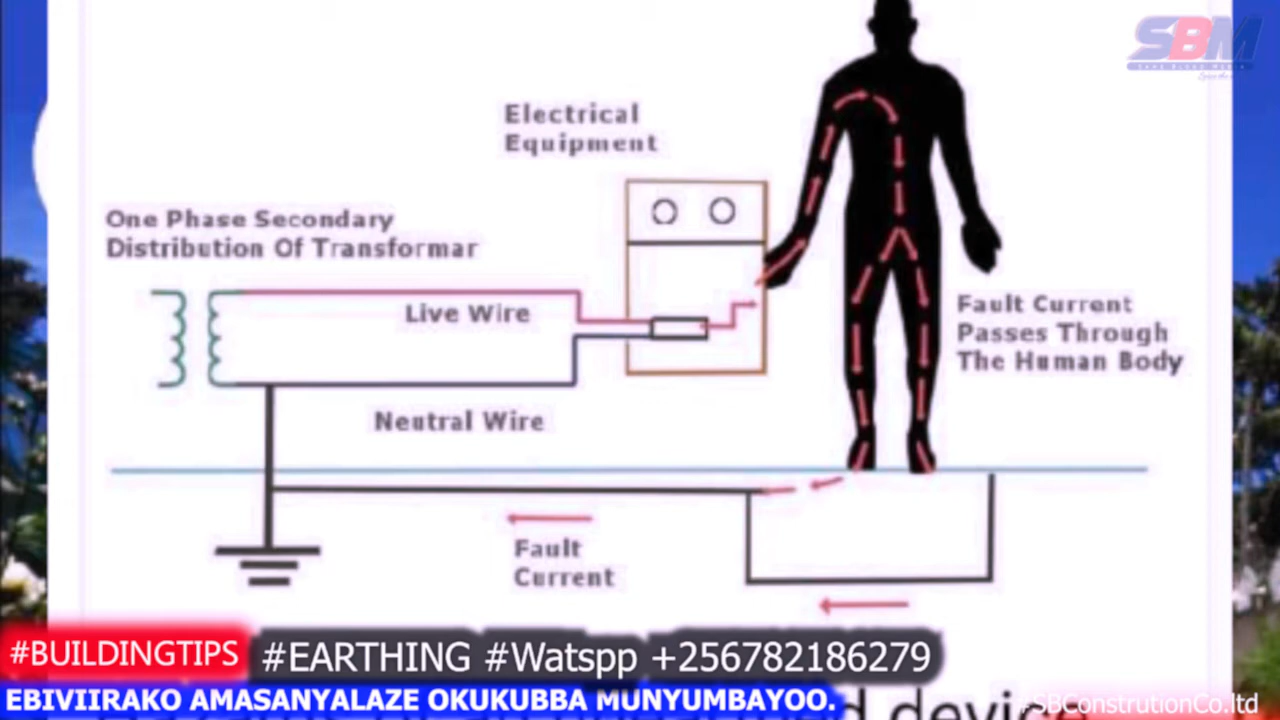 SBM
Electrical
Equipment
One Phase Secondary
Distribution Of Transformar
Live Wire
Fault Current
Passes Through
The Human Body
Neutral Wire
Fault
Current
#BUILDINGTIPS
#EARTHING #Watspp +256782186279
EBIVIIRAKO AMASANYALAZE OKUKUBBA MUNYUMBAYOO.
device
#SBConstrutionCo.ltd